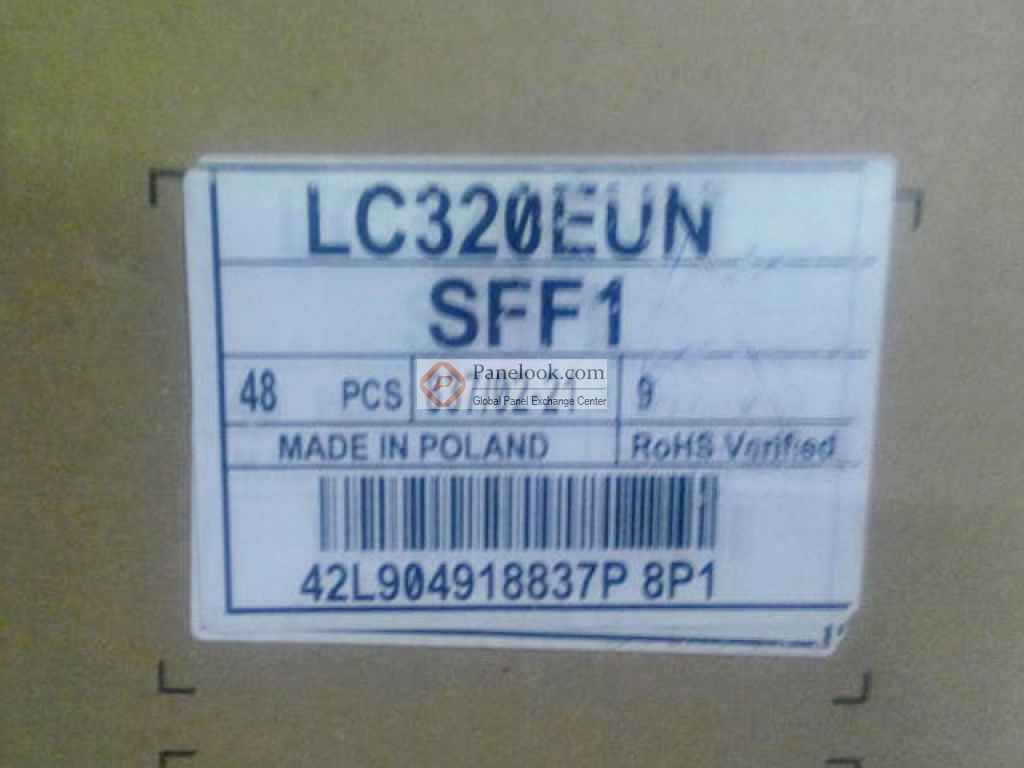 LC320EUN
SFF1
48 PCS 9
Panelook.com
Global Panel Exchange Center
MADE IN POLAND RoHS Verified
42L904918837P 8P1